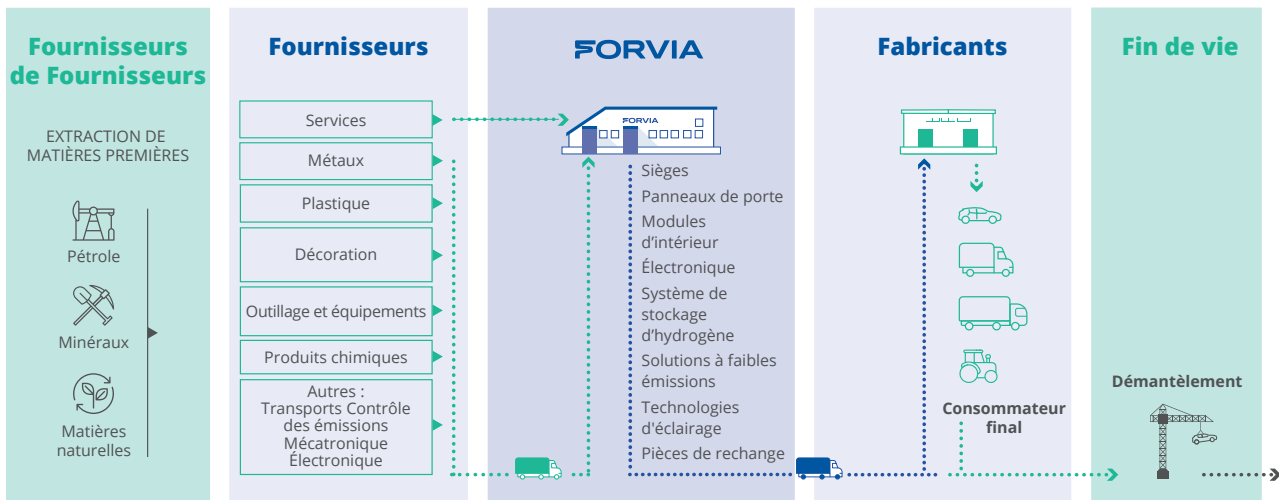 Fournisseurs
de Fournisseurs
EXTRACTION DE
MATIÈRES PREMIÈRES
Pétrole
Minéraux
Matières
naturelles
Fournisseurs
Services
Métaux
Plastique
Décoration
Outillage et équipements
Produits chimiques
Autres :
Transports Contrôle
des émissions
Mécatronique
Électronique
FORVIA
FORVIA
Sièges
Panneaux de porte
Modules
d’intérieur
Électronique
Système de
stockage
d’hydrogène
Solutions à faibles
émissions
Technologies
d'éclairage
Pièces de rechange
Fabricants
Consommateur
final
Fin de vie
Démantèlement